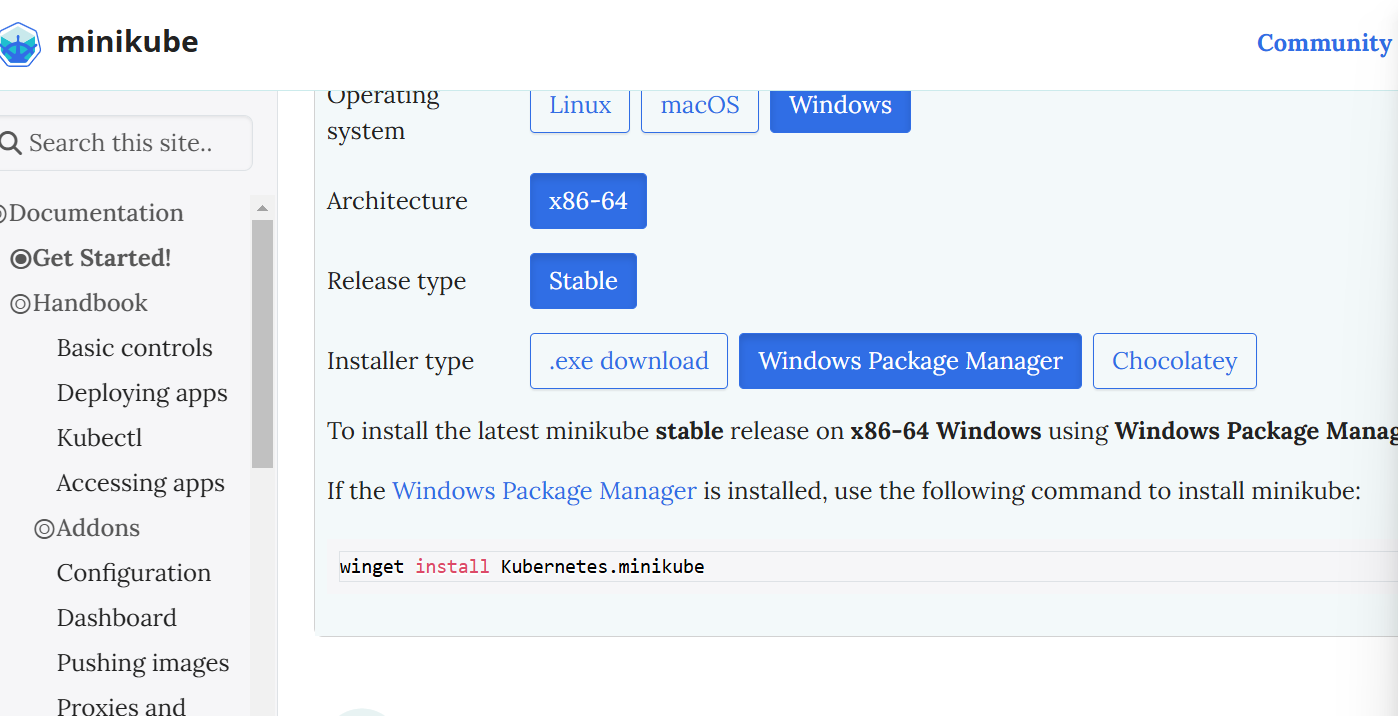 minikube
Community
Search this site..
Documentation
Get Started!
Handbook
Basic controls
Deploying apps
Kubectl
Accessing apps
Addons
Configuration
Dashboard
Pushing images
Proxies and
Operating
system
Linux
macOS
Windows
Architecture
x86-64
Release type
Stable
Installer type
.exe download
Windows Package Manager
Chocolatey
To install the latest minikube stable release on x86-64 Windows using Windows Package Manag
If the Windows Package Manager is installed, use the following command to install minikube:
winget install Kubernetes.minikube